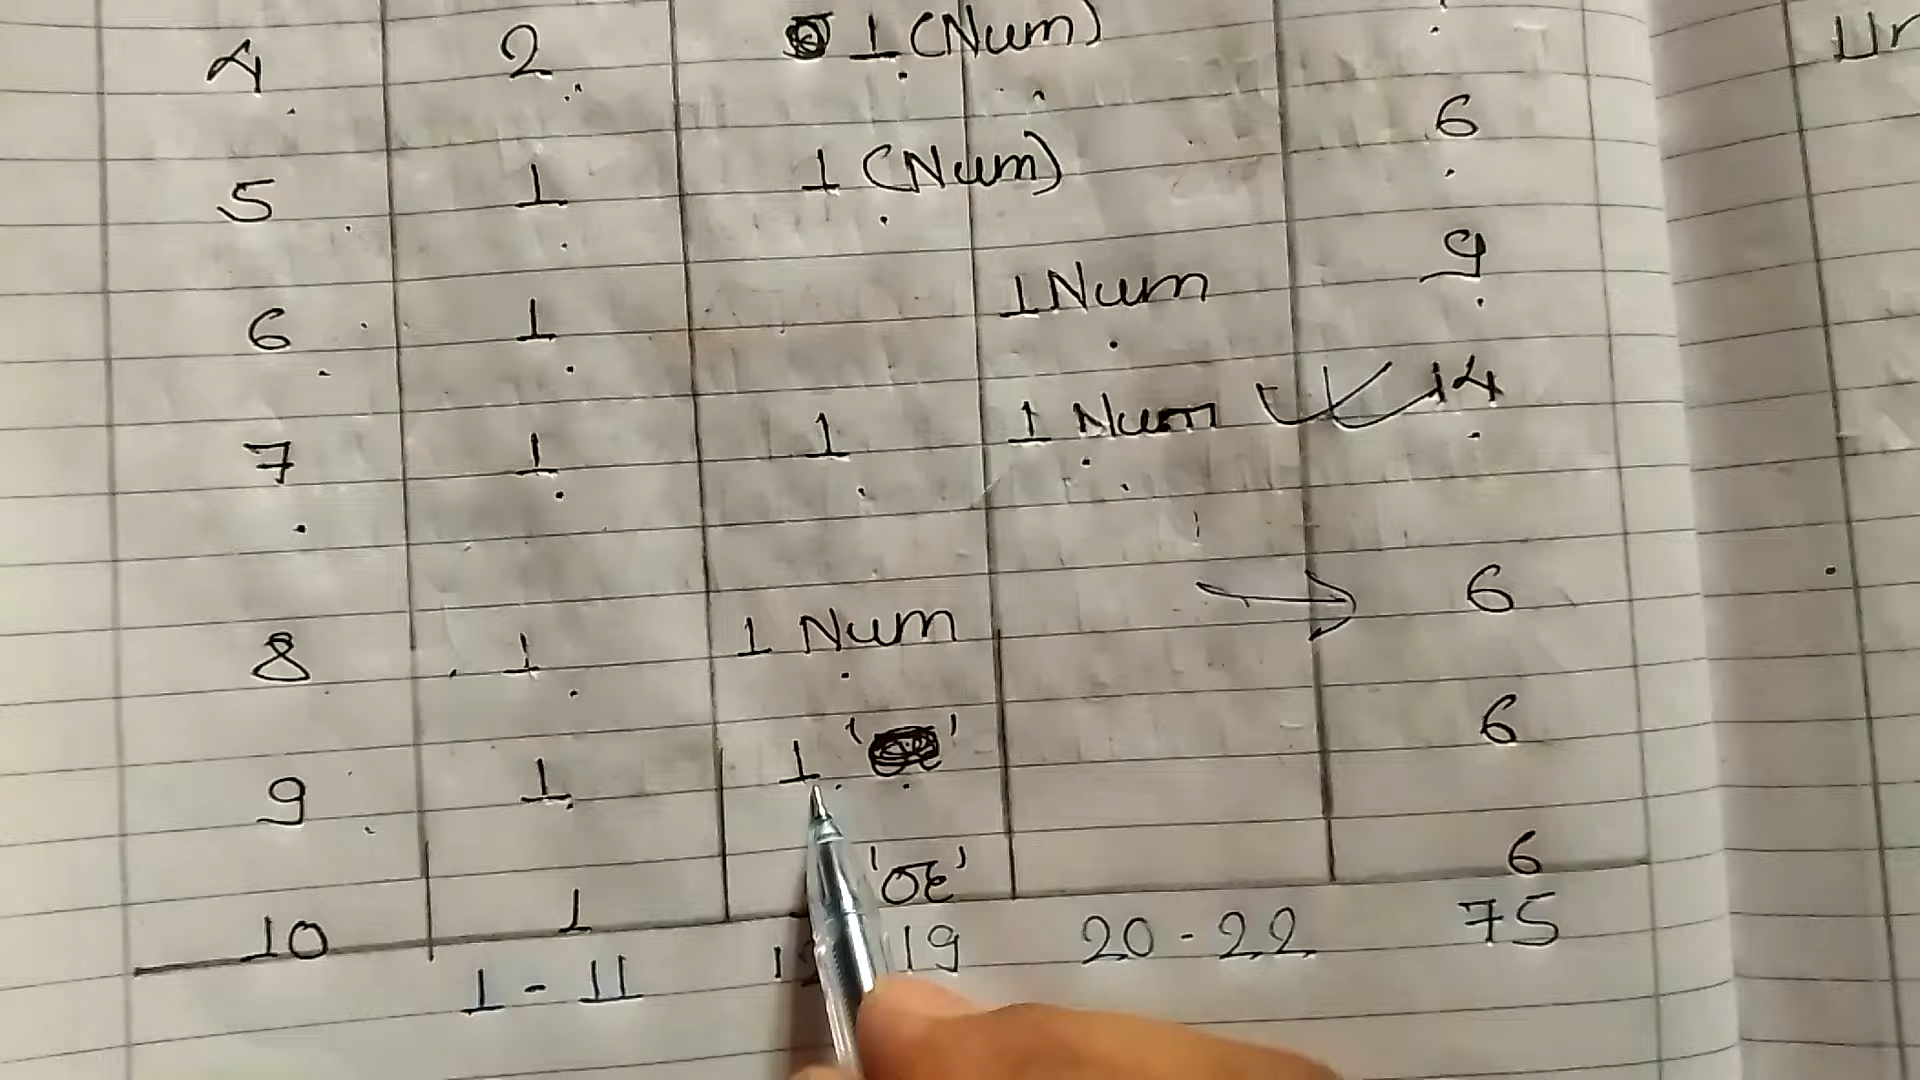 4 2 1 (Num)
6
5 1 1 (Num)
9
6 1 1 Num
7 1 1 1 Num 14
6
8 1 1 Num
6
9 1 1
6
10 1
1 - 11 19 20 - 22 75
Ur